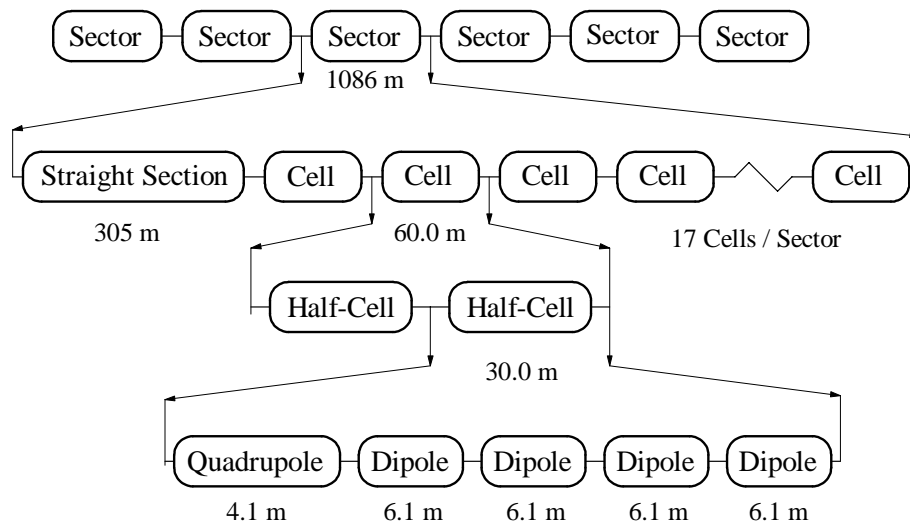 Sector Sector Sector Sector Sector Sector
1086 m
Straight Section Cell Cell Cell Cell Cell
305 m 60.0 m 17 Cells / Sector
Half-Cell Half-Cell
30.0 m
Quadrupole Dipole Dipole Dipole Dipole
4.1 m 6.1 m 6.1 m 6.1 m 6.1 m